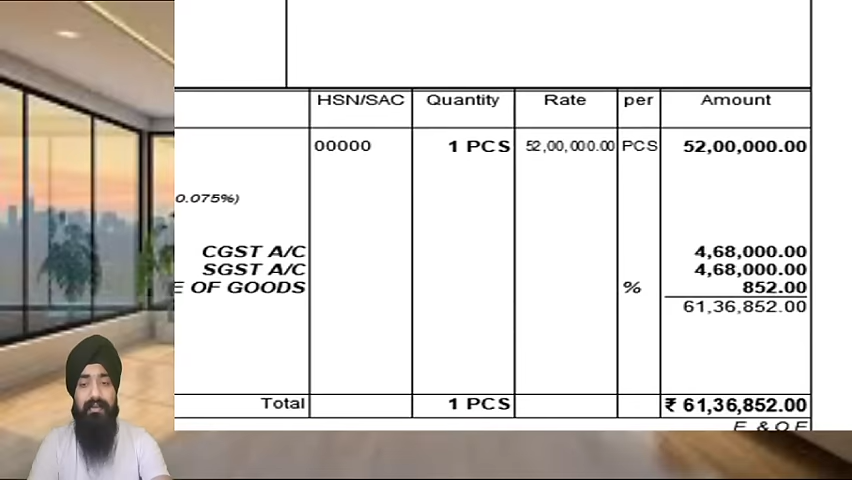 HSN/SAC Quantity Rate per Amount
00000 1 PCS 52,00,000.00 PCS 52,00,000.00
0.075%)
CGST A/C 4,68,000.00
SGST A/C 4,68,000.00
E OF GOODS % 852.00
61,36,852.00
Total 1 PCS ₹ 61,36,852.00
E. & O.E